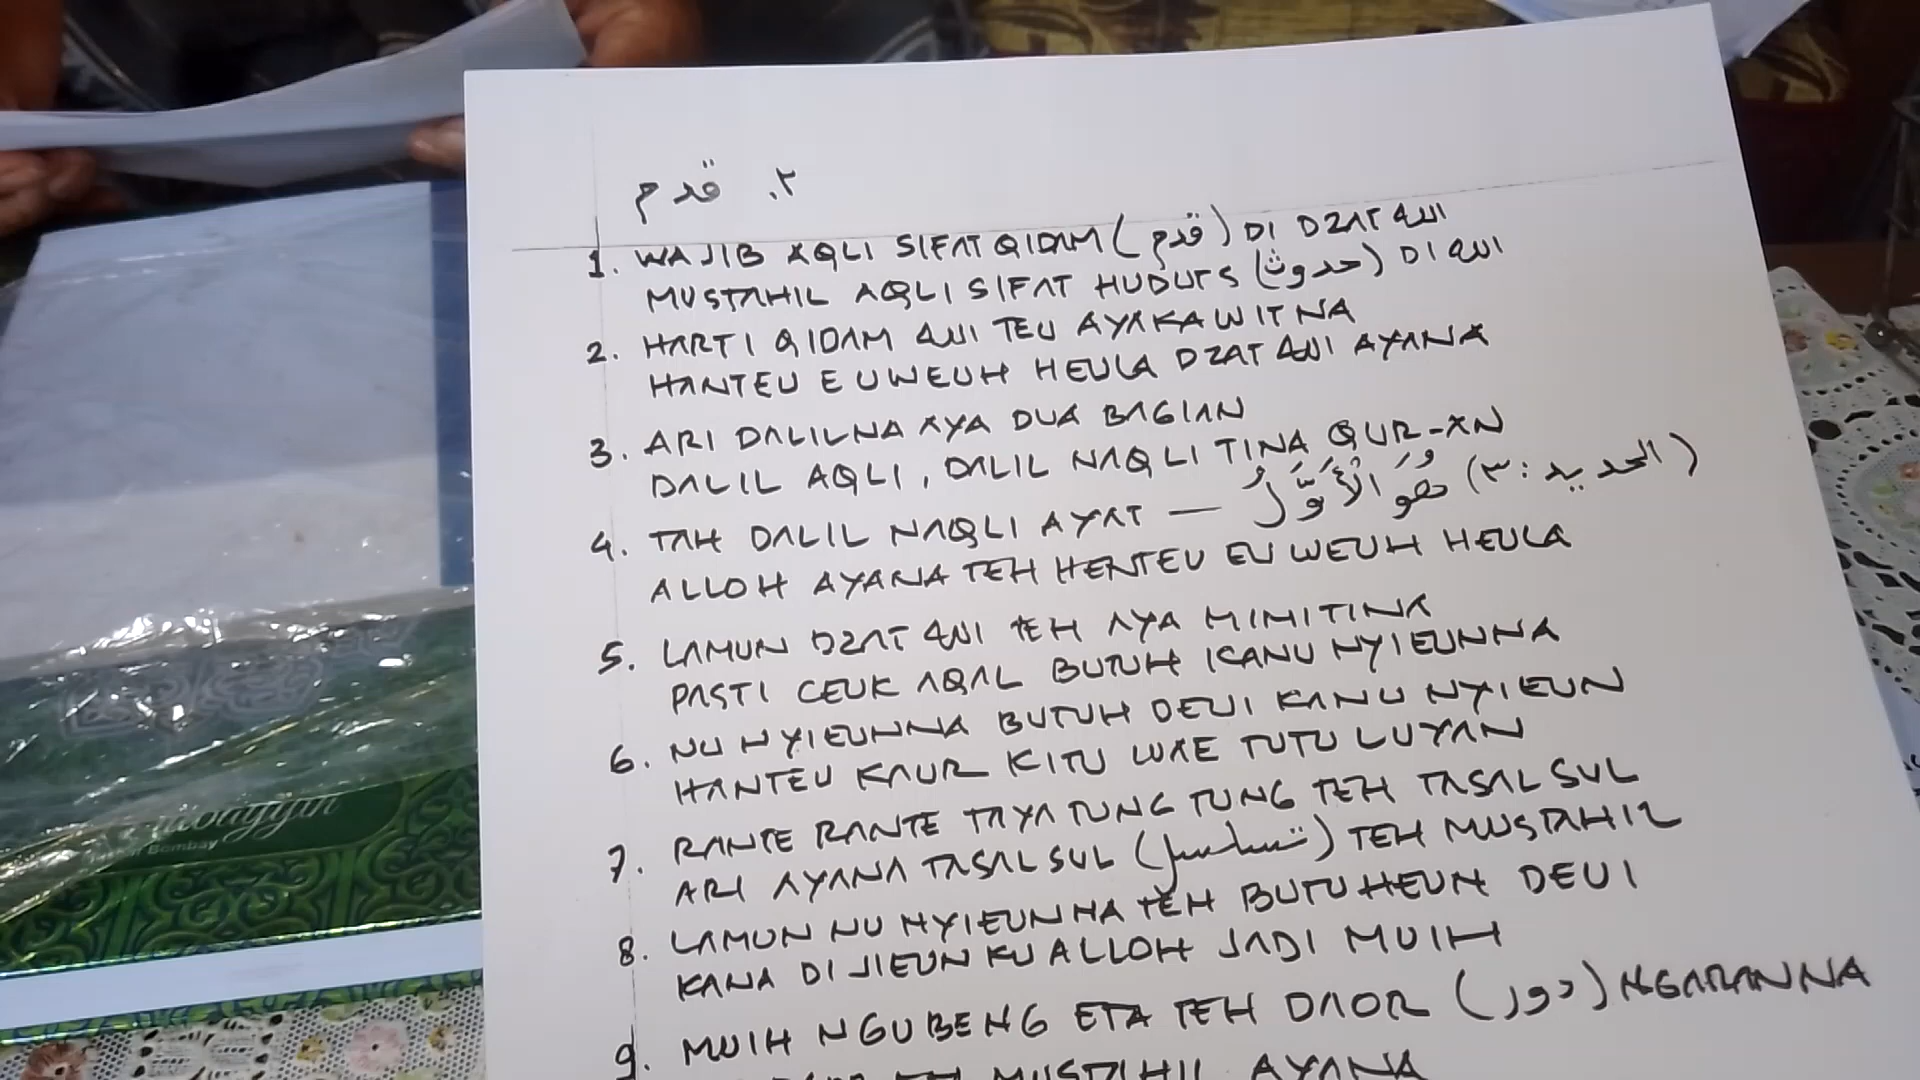 ٢. قدم
1. WAJIB AQLI SIFAT QIDAM (قدم) DI DZAT الله
MUSTAHIL AQLI SIFAT HUDUTS (حدوث) DI الله
2. HARTI QIDAM الله TEU AYA KAWITNA
HANTEU EUWEUH HEULA DZAT الله AYANA
3. ARI DALILNA AYA DUA BAGIAN
DALIL AQLI, DALIL NAQLI TINA QUR-AN
4. TAH DALIL NAQLI AYAT — هُوَ الْأَوَّلُ (الحديد : ٣)
ALLOH AYANA TEH HENTEU EUWEUH HEULA
5. LAMUN DZAT الله TEH AYA MIMITINA
PASTI CEUK AQAL BUTUH KANU NYIEUNNA
6. NU NYIEUNNA BUTUH DEUI KANU NYIEUN
HANTEU KAUR KITU WAE TUTULUYAN
7. RANTE RANTE TAYA TUNGTUNG TEH TASALSUL
ARI AYANA TASALSUL (تسلسل) TEH MUSTAHIL
8. LAMUN NU NYIEUNNA TEH BUTUHEUN DEUI
KANA DIJIEUN KU ALLOH JADI MUIH
9. MUIH NGUBENG ETA TEH DAOR (دور) NGARANNA
TEH MUSTAHIL AYANA
Bombay